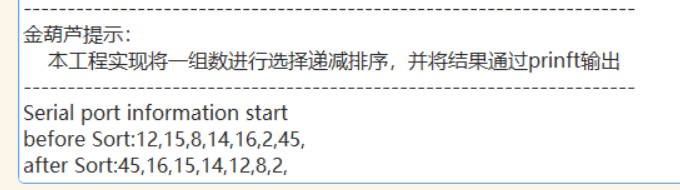 ---------------------------------------------------------------------
金葫芦提示：
本工程实现将一组数进行选择递减排序，并将结果通过prinft输出
---------------------------------------------------------------------
Serial port information start
before Sort:12,15,8,14,16,2,45,
after Sort:45,16,15,14,12,8,2,